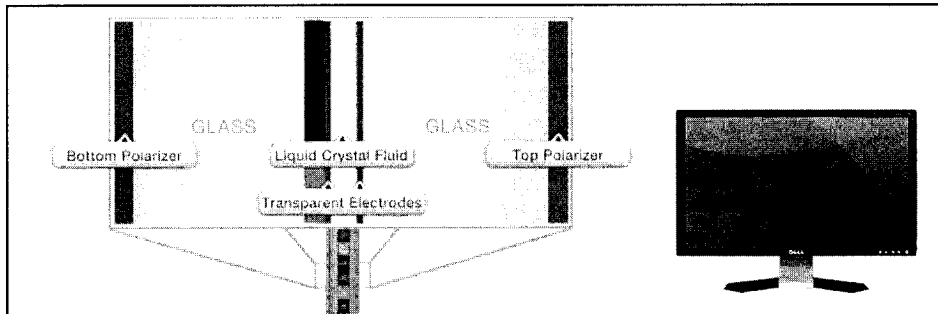 GLASS
GLASS
Bottom Polarizer
Liquid Crystal Fluid
Top Polarizer
Transparent Electrodes
DELL